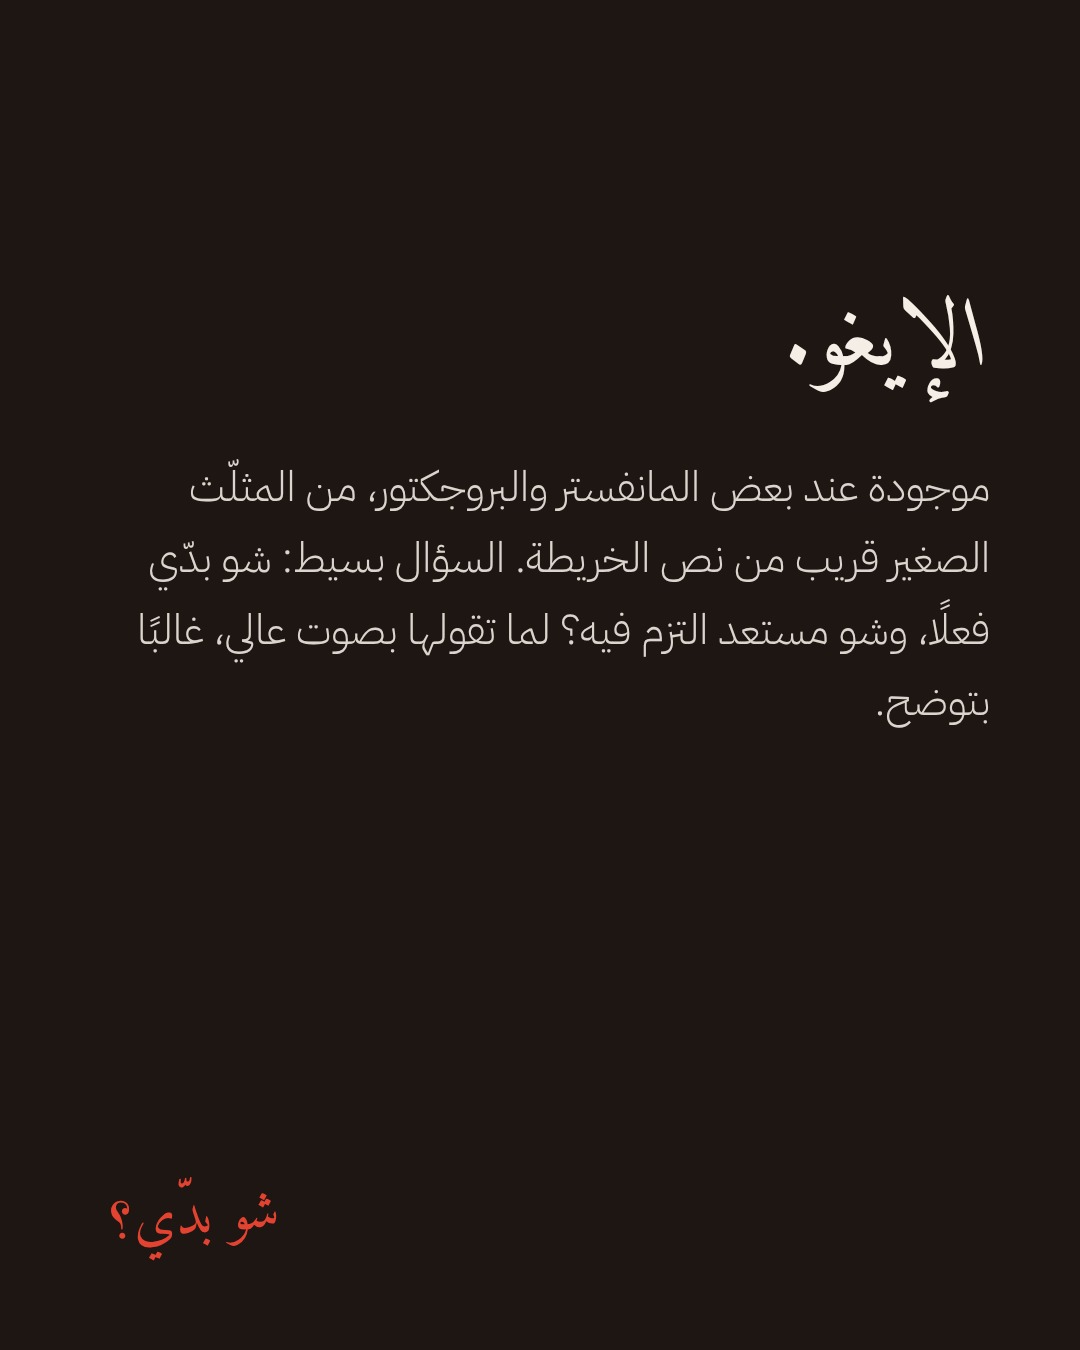 الإيغو.
موجودة عند بعض المانفستر والبروجكتور، من المثلّث
الصغير قريب من نص الخريطة. السؤال بسيط: شو بدّي
فعلًا، وشو مستعد التزم فيه؟ لما تقولها بصوت عالي، غالبًا
بتوضح.
شو بدّي؟